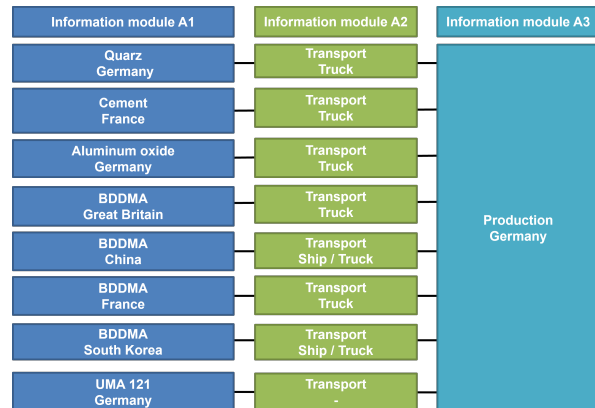 Information module A1
Information module A2
Information module A3
Quarz
Germany
Transport
Truck
Cement
France
Transport
Truck
Aluminum oxide
Germany
Transport
Truck
BDDMA
Great Britain
Transport
Truck
Production
Germany
BDDMA
China
Transport
Ship / Truck
BDDMA
France
Transport
Truck
BDDMA
South Korea
Transport
Ship / Truck
UMA 121
Germany
Transport
-